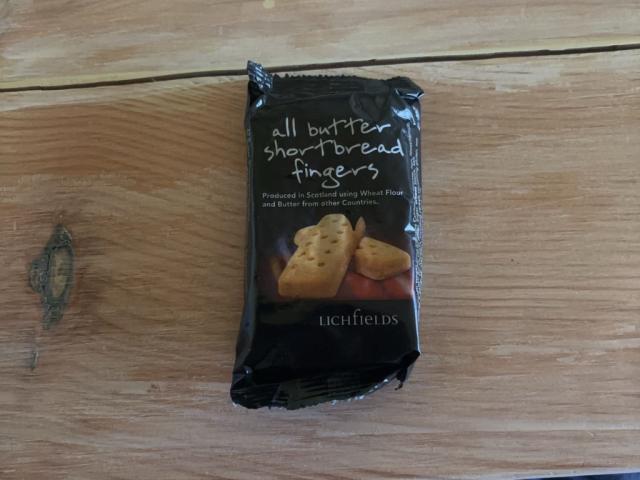 all butter
shortbread
fingers
Produced in Scotland using Wheat Flour
and Butter from other Countries.
LICHfieLDS